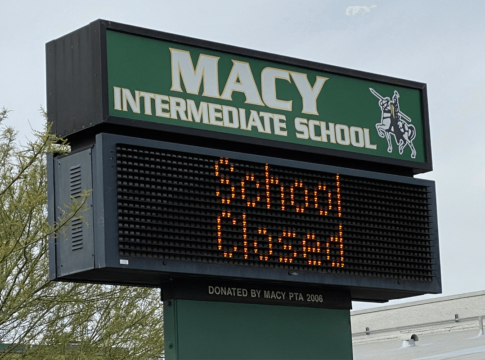 MACY
INTERMEDIATE SCHOOL
School
Closed
DONATED BY MACY PTA 2006